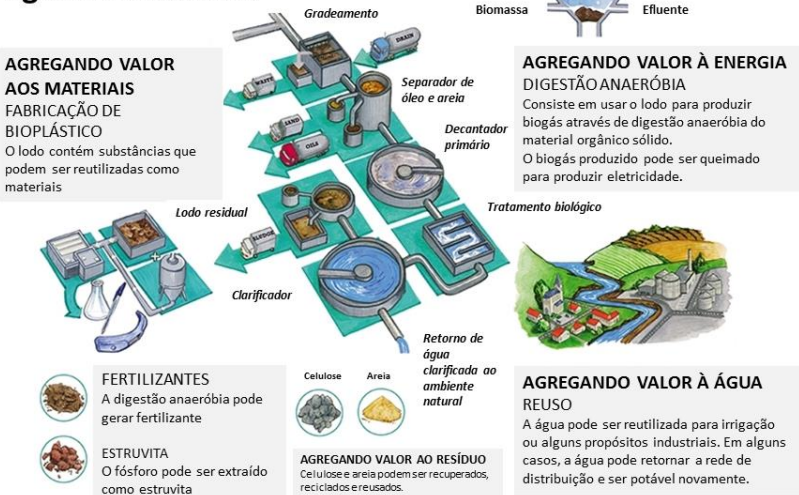 Gradeamento
Biomassa
Efluente
DRAIN
WASTE
SAND
OILS
AGREGANDO VALOR
AOS MATERIAIS
FABRICAÇÃO DE
BIOPLÁSTICO
O lodo contém substâncias que
podem ser reutilizadas como
materiais
Separador de
óleo e areia
Decantador
primário
AGREGANDO VALOR À ENERGIA
DIGESTÃO ANAERÓBIA
Consiste em usar o lodo para produzir
biogás através de digestão anaeróbia do
material orgânico sólido.
O biogás produzido pode ser queimado
para produzir eletricidade.
Lodo residual
SLUDGE
Tratamento biológico
+
Clarificador
Retorno de
água
clarificada ao
ambiente
natural
FERTILIZANTES
A digestão anaeróbia pode
gerar fertilizante
ESTRUVITA
O fósforo pode ser extraído
como estruvita
Celulose
Areia
AGREGANDO VALOR AO RESÍDUO
Celulose e areia podem ser recuperados,
reciclados e reusados.
AGREGANDO VALOR À ÁGUA
REUSO
A água pode ser reutilizada para irrigação
ou alguns propósitos industriais. Em alguns
casos, a água pode retornar a rede de
distribuição e ser potável novamente.